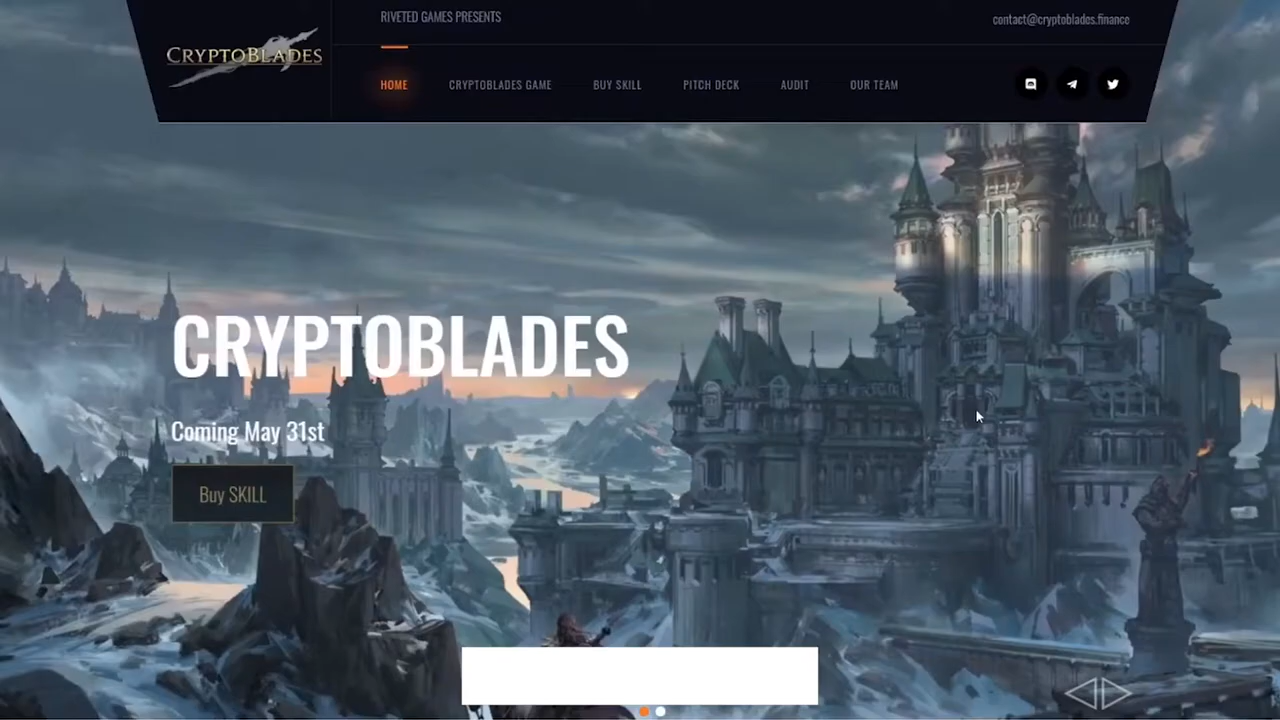 CRYPTOBLADES
RIVETED GAMES PRESENTS
contact@cryptoblades.finance
HOME
CRYPTOBLADES GAME
BUY SKILL
PITCH DECK
AUDIT
OUR TEAM
CRYPTOBLADES
Coming May 31st
Buy SKILL